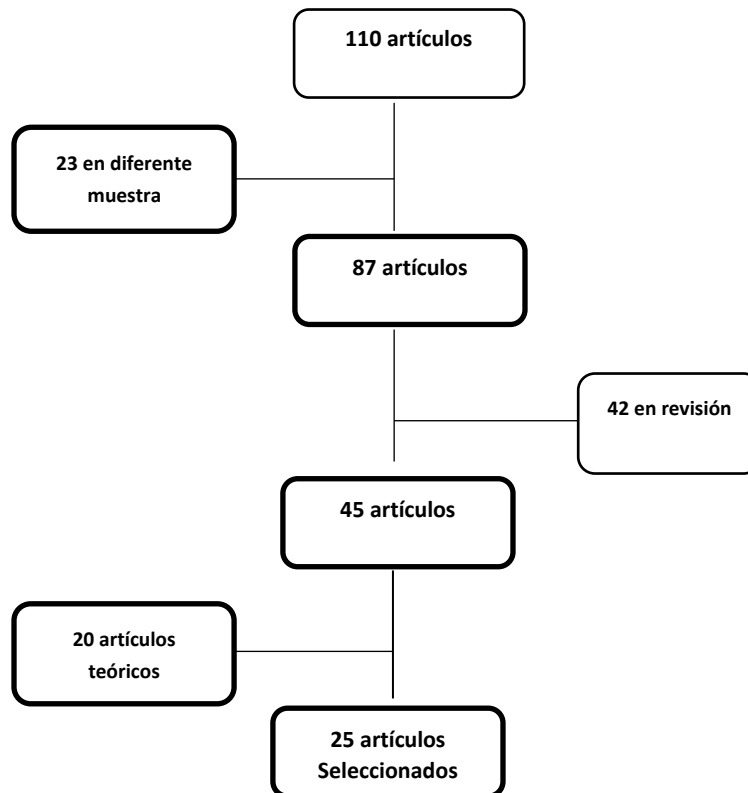 110 artículos
23 en diferente
muestra
87 artículos
42 en revisión
45 artículos
20 artículos
teóricos
25 artículos
Seleccionados